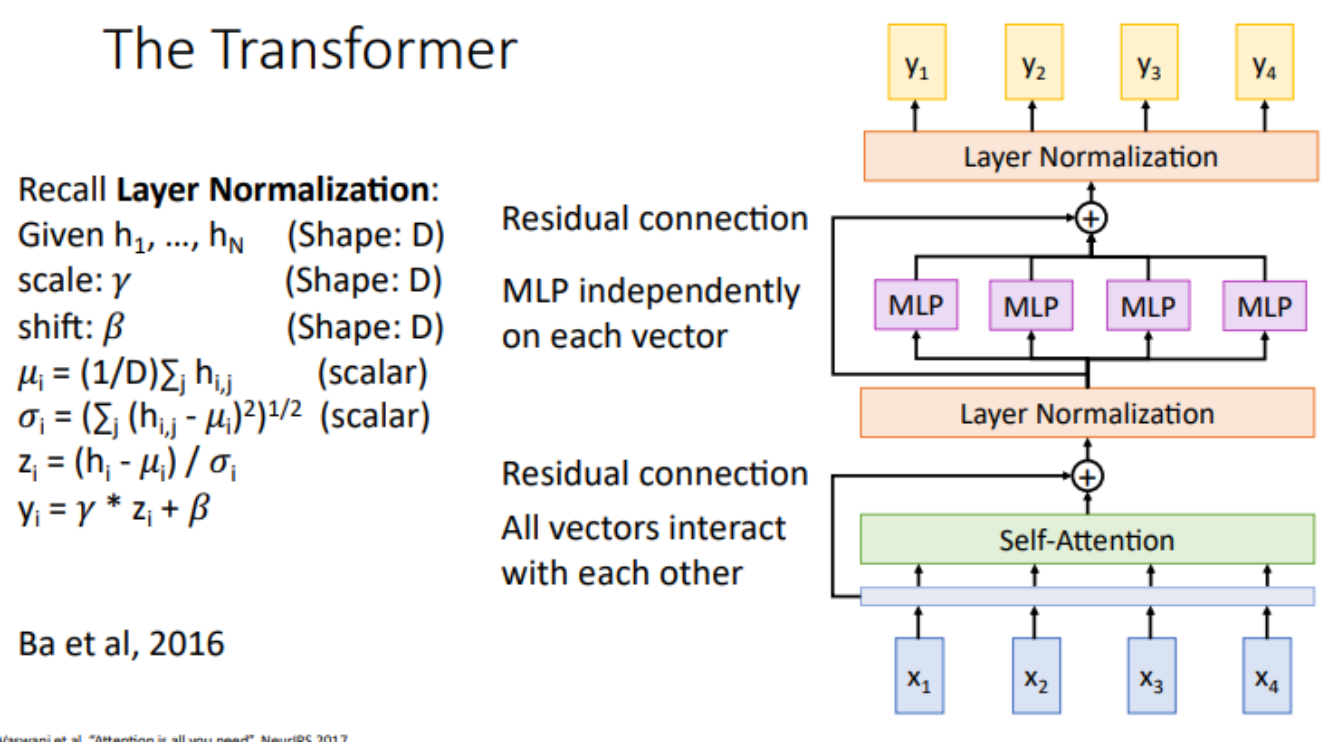 The Transformer
Recall Layer Normalization:
Given h₁, …, h_N (Shape: D)
scale: γ (Shape: D)
shift: β (Shape: D)
μᵢ = (1/D)∑ⱼ hᵢ,ⱼ (scalar)
σᵢ = (∑ⱼ (hᵢ,ⱼ - μᵢ)²)¹/² (scalar)
zᵢ = (hᵢ - μᵢ) / σᵢ
yᵢ = γ * zᵢ + β
Ba et al, 2016
Vaswani et al, "Attention is all you need", NeurIPS 2017
Residual connection
MLP independently
on each vector
Residual connection
All vectors interact
with each other
y₁ y₂ y₃ y₄
Layer Normalization
+
MLP MLP MLP MLP
Layer Normalization
+
Self-Attention
x₁ x₂ x₃ x₄